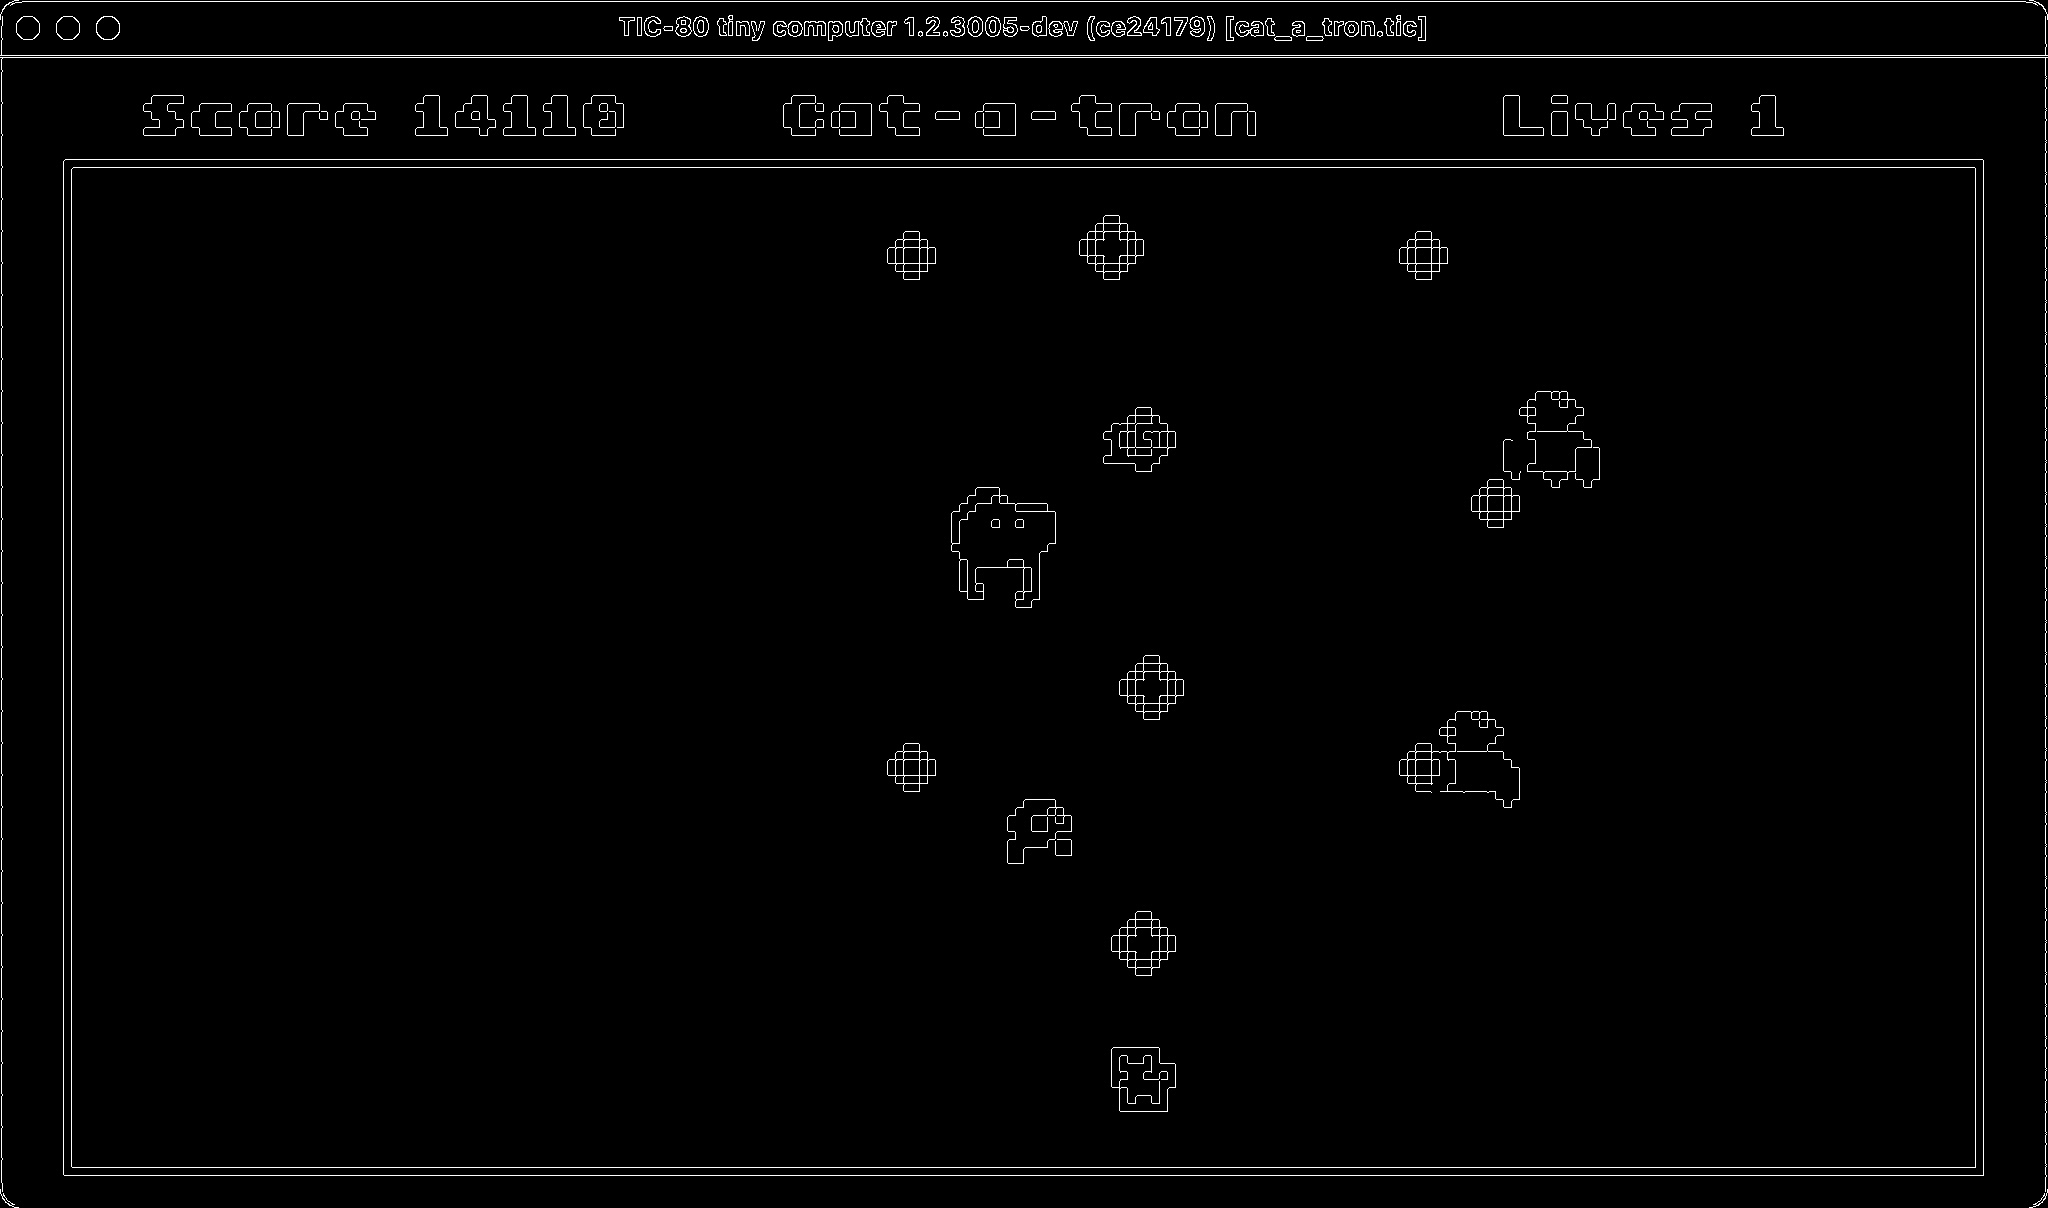 TIC-80 tiny computer 1.2.3005-dev (ce24179) [cat_a_tron.tic]
Score 14110 Cat-a-tron Lives 1